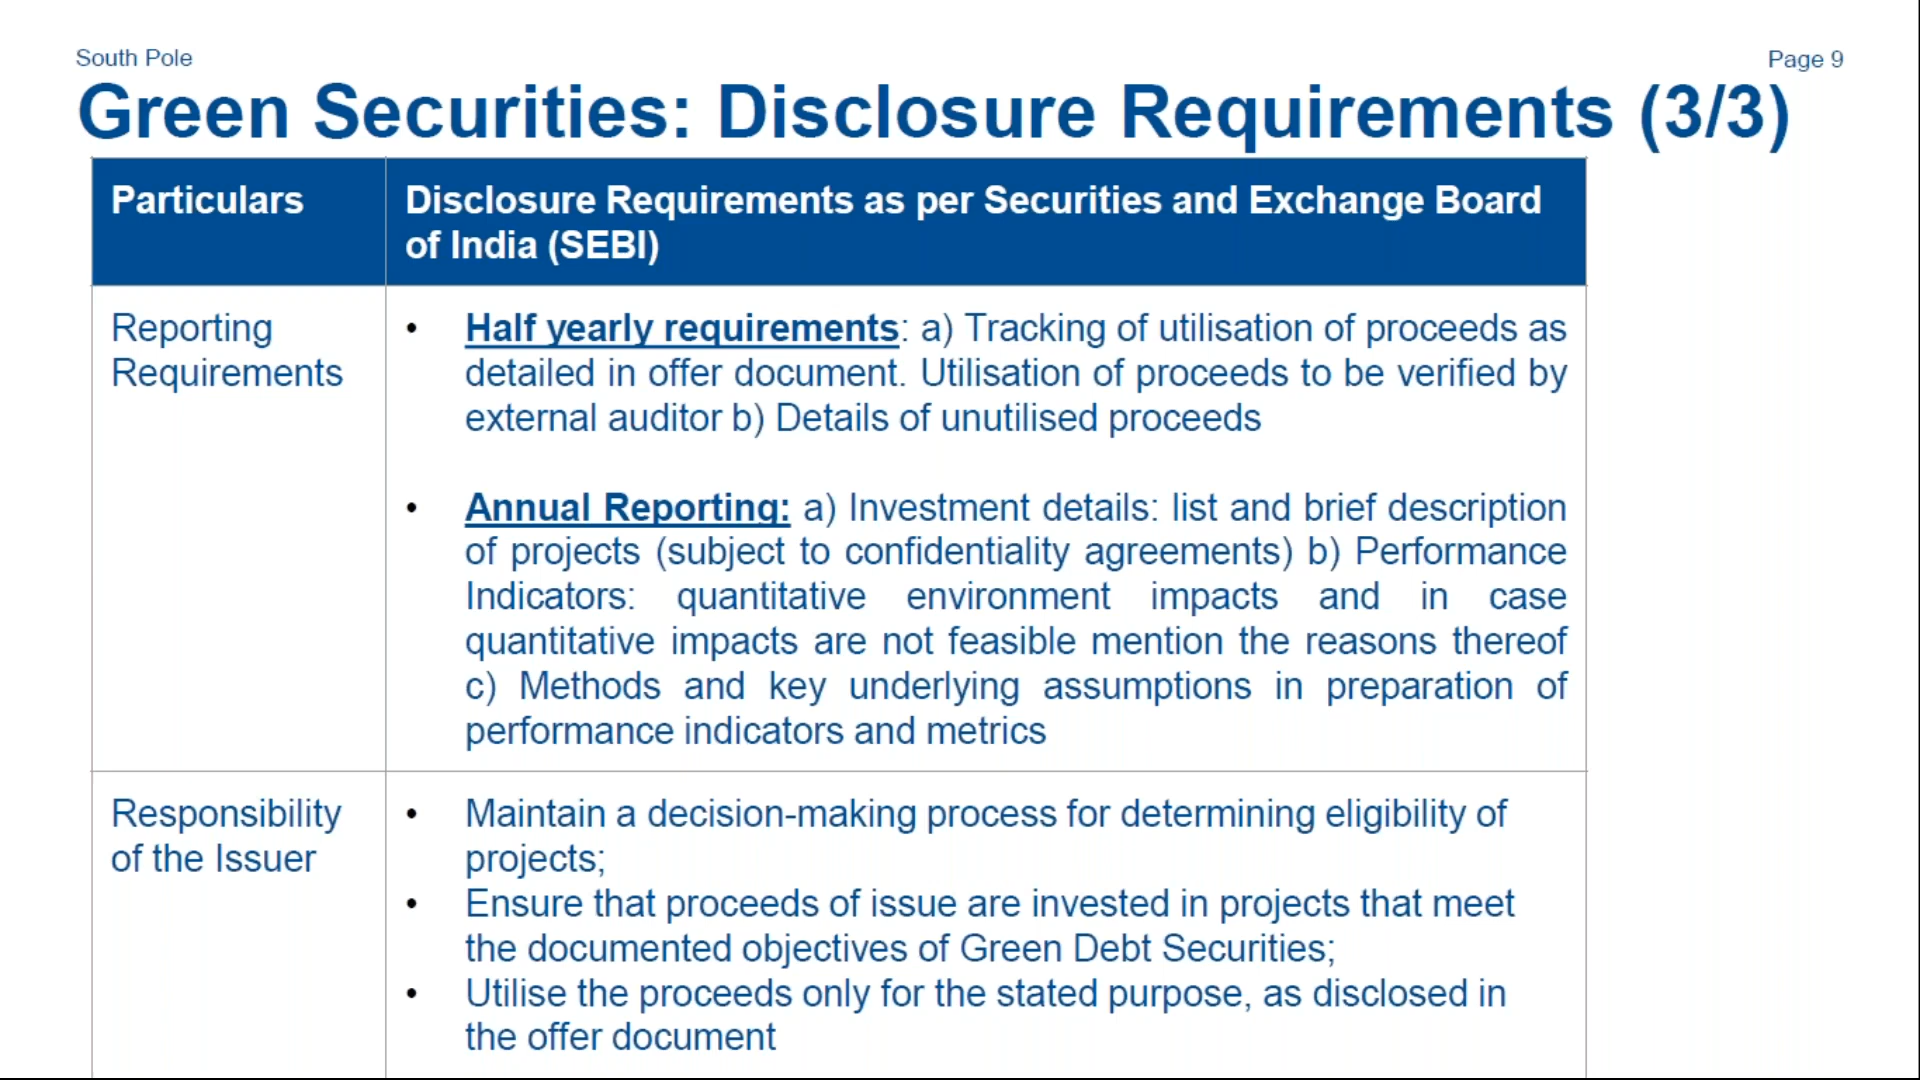 South Pole
Page 9
Green Securities: Disclosure Requirements (3/3)
Particulars
Disclosure Requirements as per Securities and Exchange Board
of India (SEBI)
Reporting
Requirements
• Half yearly requirements: a) Tracking of utilisation of proceeds as
detailed in offer document. Utilisation of proceeds to be verified by
external auditor b) Details of unutilised proceeds
• Annual Reporting: a) Investment details: list and brief description
of projects (subject to confidentiality agreements) b) Performance
Indicators: quantitative environment impacts and in case
quantitative impacts are not feasible mention the reasons thereof
c) Methods and key underlying assumptions in preparation of
performance indicators and metrics
Responsibility
of the Issuer
• Maintain a decision-making process for determining eligibility of
projects;
• Ensure that proceeds of issue are invested in projects that meet
the documented objectives of Green Debt Securities;
• Utilise the proceeds only for the stated purpose, as disclosed in
the offer document